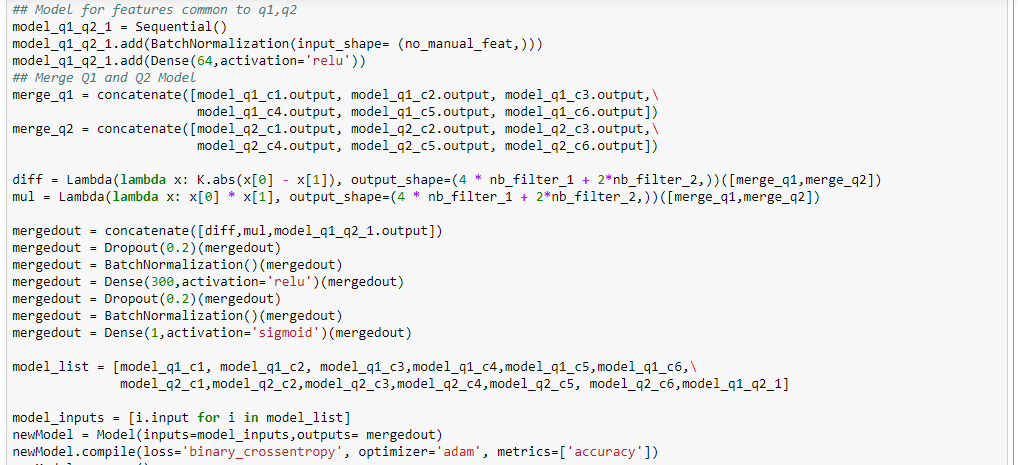 ## Model for features common to q1,q2
model_q1_q2_1 = Sequential()
model_q1_q2_1.add(BatchNormalization(input_shape= (no_manual_feat,)))
model_q1_q2_1.add(Dense(64,activation='relu'))
## Merge Q1 and Q2 Model
merge_q1 = concatenate([model_q1_c1.output, model_q1_c2.output, model_q1_c3.output,\
model_q1_c4.output, model_q1_c5.output, model_q1_c6.output])
merge_q2 = concatenate([model_q2_c1.output, model_q2_c2.output, model_q2_c3.output,\
model_q2_c4.output, model_q2_c5.output, model_q2_c6.output])
diff = Lambda(lambda x: K.abs(x[0] - x[1]), output_shape=(4 * nb_filter_1 + 2*nb_filter_2,))([merge_q1,merge_q2])
mul = Lambda(lambda x: x[0] * x[1], output_shape=(4 * nb_filter_1 + 2*nb_filter_2,))([merge_q1,merge_q2])
mergedout = concatenate([diff,mul,model_q1_q2_1.output])
mergedout = Dropout(0.2)(mergedout)
mergedout = BatchNormalization()(mergedout)
mergedout = Dense(300,activation='relu')(mergedout)
mergedout = Dropout(0.2)(mergedout)
mergedout = BatchNormalization()(mergedout)
mergedout = Dense(1,activation='sigmoid')(mergedout)
model_list = [model_q1_c1, model_q1_c2, model_q1_c3,model_q1_c4,model_q1_c5,model_q1_c6,\
model_q2_c1,model_q2_c2,model_q2_c3,model_q2_c4,model_q2_c5, model_q2_c6,model_q1_q2_1]
model_inputs = [i.input for i in model_list]
newModel = Model(inputs=model_inputs,outputs= mergedout)
newModel.compile(loss='binary_crossentropy', optimizer='adam', metrics=['accuracy'])